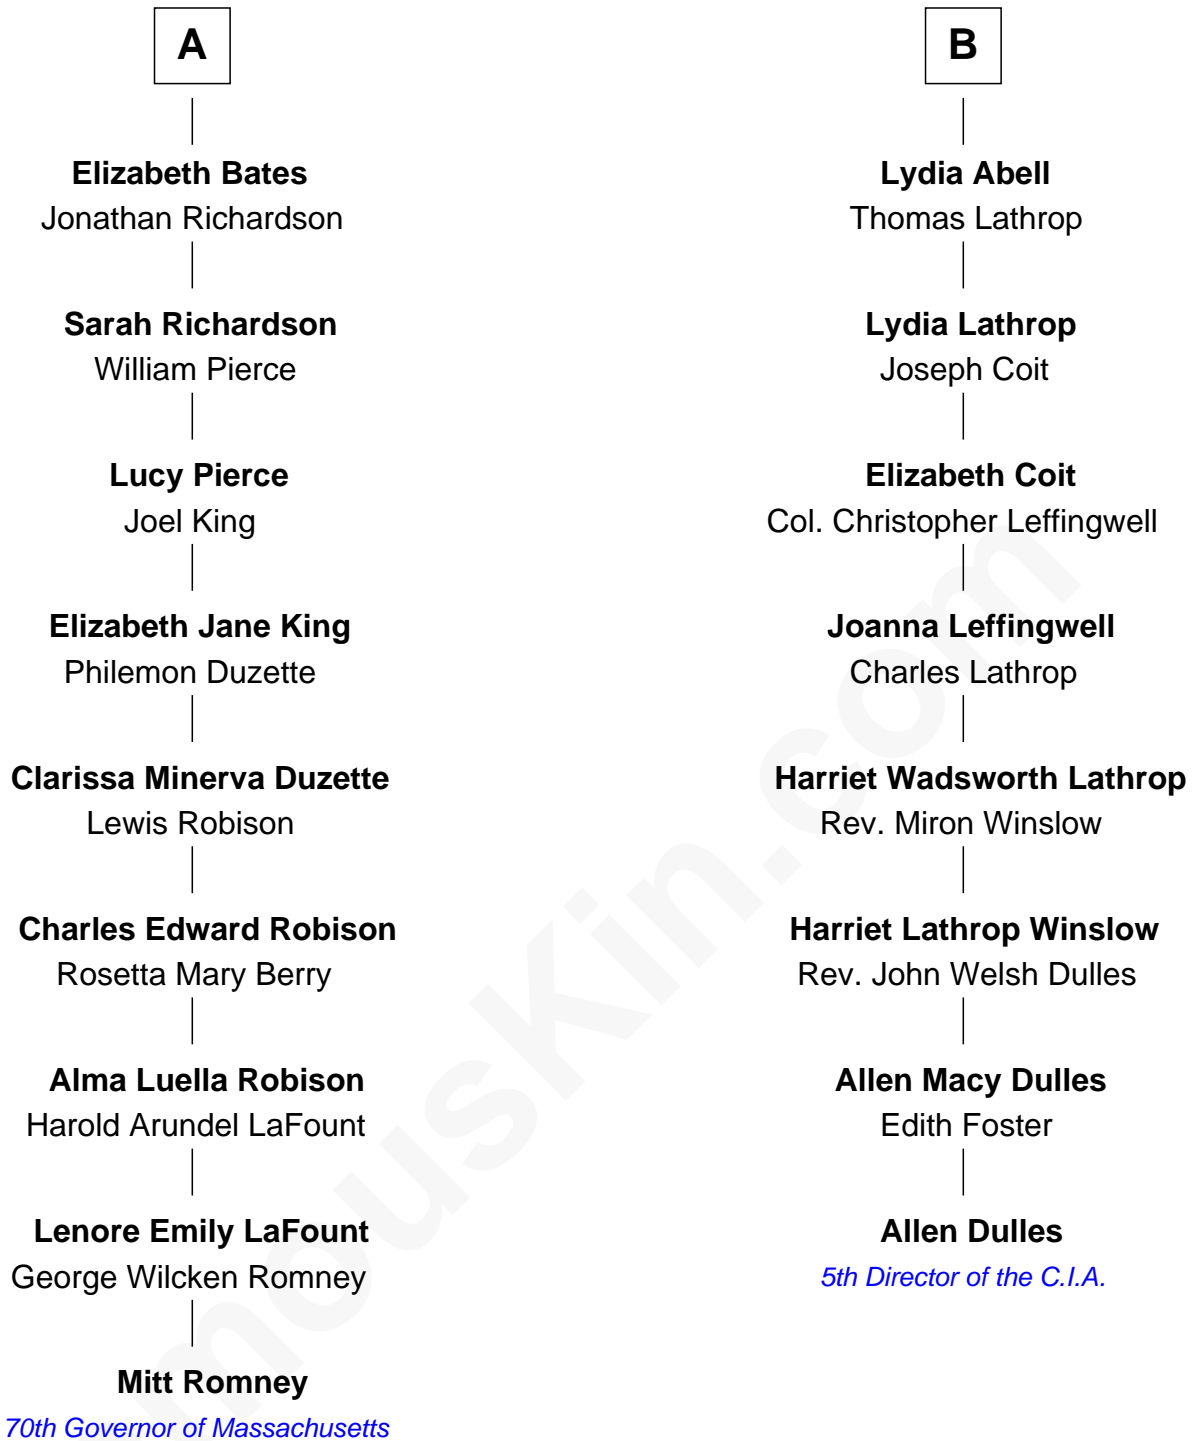 A
Elizabeth Bates
Jonathan Richardson
Sarah Richardson
William Pierce
Lucy Pierce
Joel King
Elizabeth Jane King
Philemon Duzette
Clarissa Minerva Duzette
Lewis Robison
Charles Edward Robison
Rosetta Mary Berry
Alma Luella Robison
Harold Arundel LaFount
Lenore Emily LaFount
George Wilcken Romney
Mitt Romney
70th Governor of Massachusetts
B
Lydia Abell
Thomas Lathrop
Lydia Lathrop
Joseph Coit
Elizabeth Coit
Col. Christopher Leffingwell
Joanna Leffingwell
Charles Lathrop
Harriet Wadsworth Lathrop
Rev. Miron Winslow
Harriet Lathrop Winslow
Rev. John Welsh Dulles
Allen Macy Dulles
Edith Foster
Allen Dulles
5th Director of the C.I.A.
mousKin.com